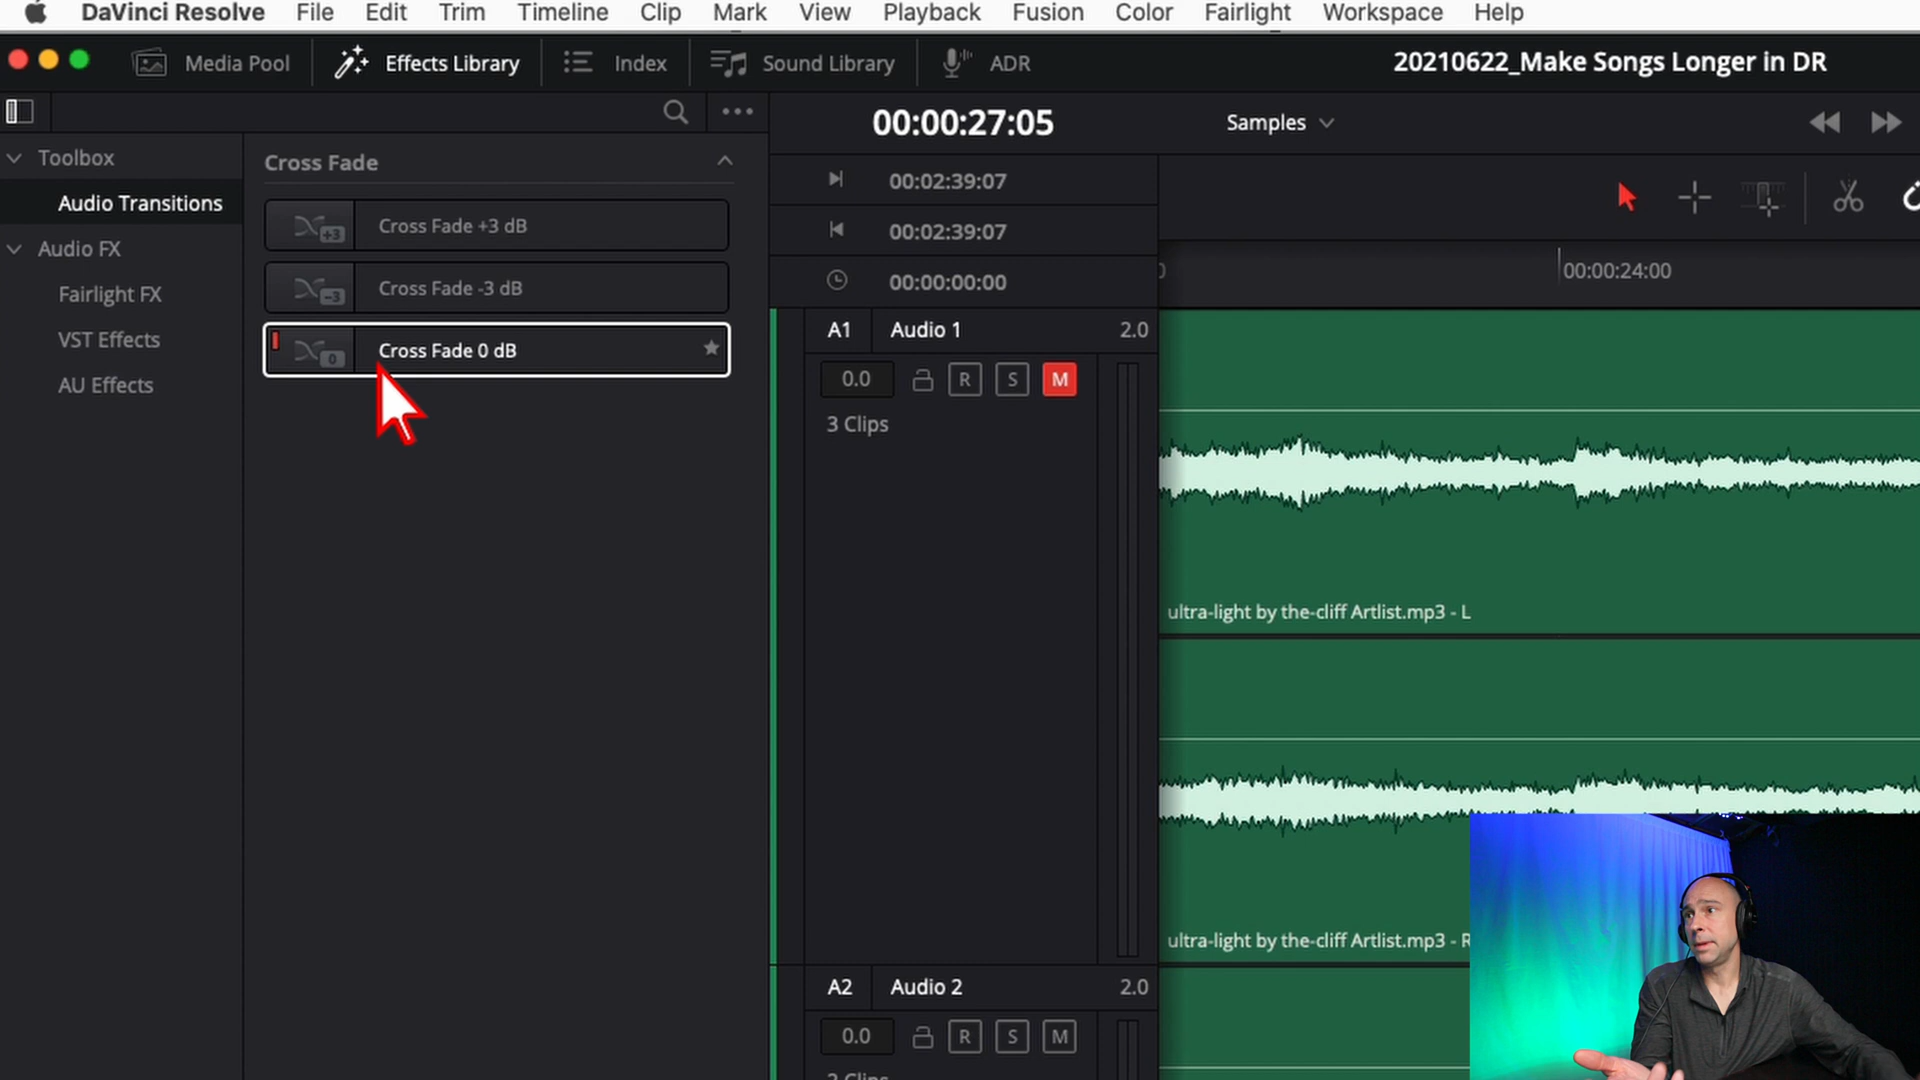 DaVinci Resolve File Edit Trim Timeline Clip Mark View Playback Fusion Color Fairlight Workspace Help
Media Pool Effects Library Index Sound Library ADR 20210622_Make Songs Longer in DR
00:00:27:05 Samples
Toolbox
Audio Transitions
Audio FX
Fairlight FX
VST Effects
AU Effects
Cross Fade
+3 Cross Fade +3 dB
-3 Cross Fade -3 dB
0 Cross Fade 0 dB
00:02:39:07
00:02:39:07
00:00:00:00
00:00:24:00
A1 Audio 1 2.0
0.0 R S M
3 Clips
ultra-light by the-cliff Artlist.mp3 - L
ultra-light by the-cliff Artlist.mp3 - R
A2 Audio 2 2.0
0.0 R S M